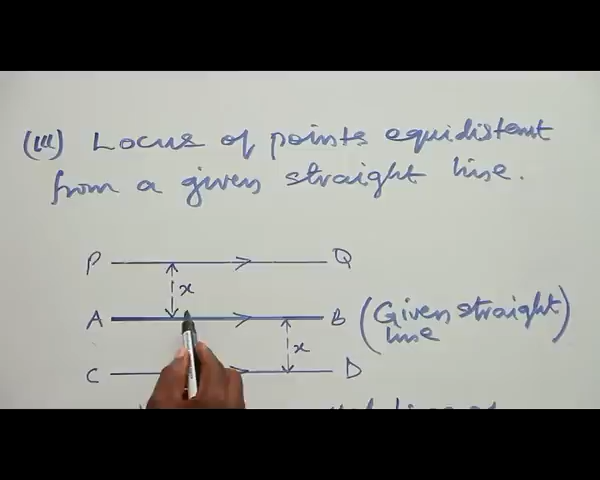 (iii) Locus of points equidistant
from a given straight line.
P Q
x
A B (Given straight
line)
x
C D